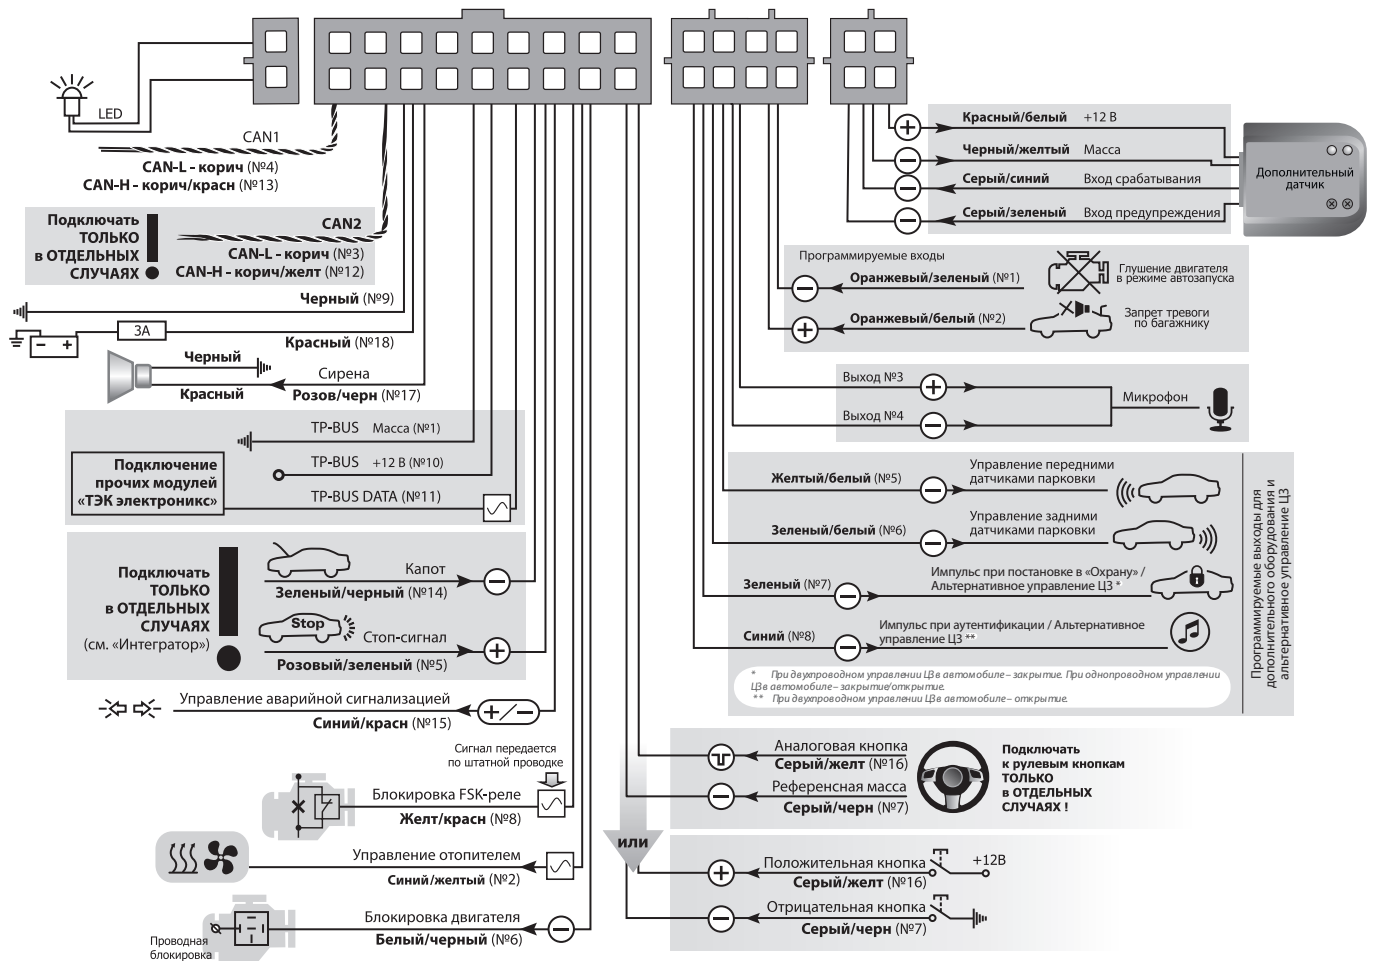 LED
CAN1
CAN-L - корич (№4)
CAN-H - корич/красн (№13)
Подключать
ТОЛЬКО
в ОТДЕЛЬНЫХ
СЛУЧАЯХ
CAN2
CAN-L - корич (№3)
CAN-H - корич/желт (№12)
Черный (№9)
3А
Красный (№18)
Черный
Красный
Сирена
Розов/черн (№17)
TP-BUS Масса (№1)
TP-BUS +12 В (№10)
TP-BUS DATA (№11)
Подключение
прочих модулей
«ТЭК электроникс»
Подключать
ТОЛЬКО
в ОТДЕЛЬНЫХ
СЛУЧАЯХ
(см. «Интегратор»)
Капот
Зеленый/черный (№14)
Stop
Стоп-сигнал
Розовый/зеленый (№5)
Управление аварийной сигнализацией
Синий/красн (№15)
Сигнал передается
по штатной проводке
Блокировка FSK-реле
Желт/красн (№8)
Управление отопителем
Синий/желтый (№2)
Блокировка двигателя
Белый/черный (№6)
Проводная
блокировка
Красный/белый +12 В
Черный/желтый Масса
Серый/синий Вход срабатывания
Серый/зеленый Вход предупреждения
Дополнительный
датчик
Программируемые входы
Оранжевый/зеленый (№1)
Глушение двигателя
в режиме автозапуска
Оранжевый/белый (№2)
Запрет тревоги
по багажнику
Выход №3
Выход №4
Микрофон
Желтый/белый (№5)
Управление передними
датчиками парковки
Зеленый/белый (№6)
Управление задними
датчиками парковки
Зеленый (№7)
Импульс при постановке в «Охрану» /
Альтернативное управление ЦЗ *
Синий (№8)
Импульс при аутентификации / Альтернативное
управление ЦЗ **
* При двухпроводном управлении ЦЗ в автомобиле – закрытие. При однопроводном управлении
ЦЗ в автомобиле – закрытие/открытие.
** При двухпроводном управлении ЦЗ в автомобиле – открытие.
Программируемые выходы для
дополнительного оборудования и
альтернативное управление ЦЗ
Аналоговая кнопка
Серый/желт (№16)
Референсная масса
Серый/черн (№7)
Подключать
к рулевым кнопкам
ТОЛЬКО
в ОТДЕЛЬНЫХ
СЛУЧАЯХ !
или
Положительная кнопка
Серый/желт (№16)
+12В
Отрицательная кнопка
Серый/черн (№7)